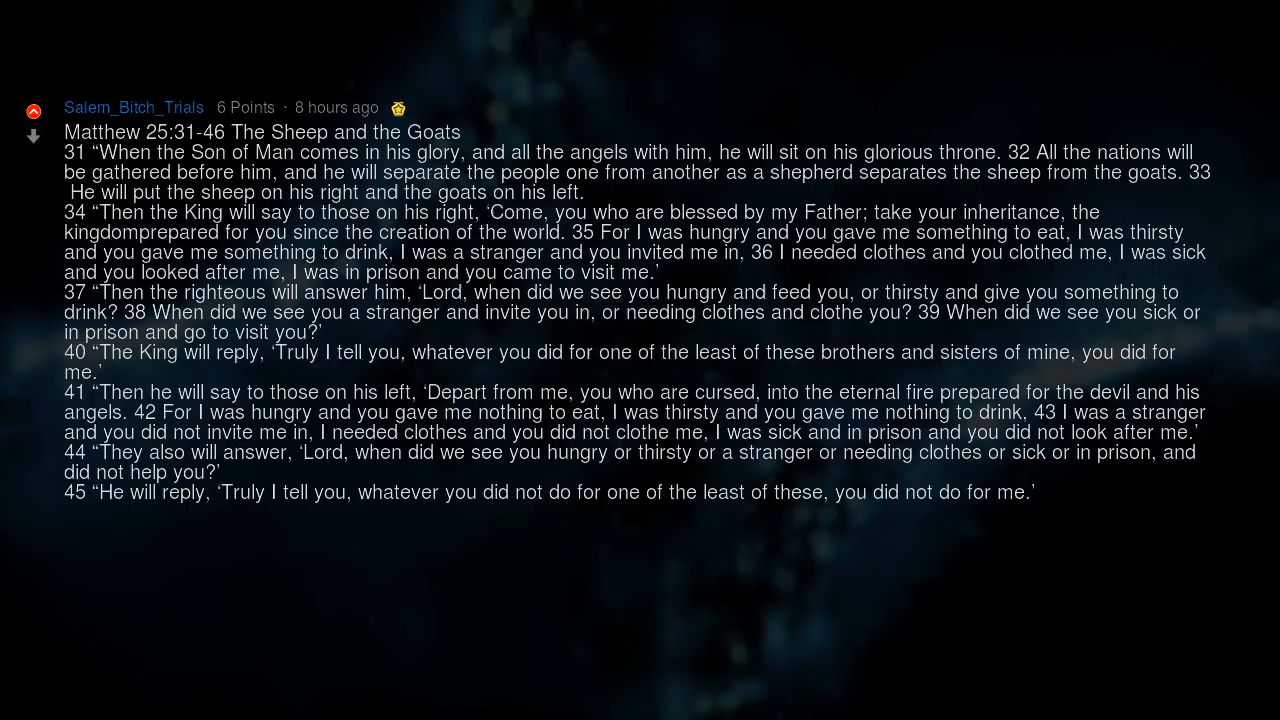 Salem_Bitch_Trials 6 Points · 8 hours ago
Matthew 25:31-46 The Sheep and the Goats
31 “When the Son of Man comes in his glory, and all the angels with him, he will sit on his glorious throne. 32 All the nations will
be gathered before him, and he will separate the people one from another as a shepherd separates the sheep from the goats. 33
He will put the sheep on his right and the goats on his left.
34 “Then the King will say to those on his right, ‘Come, you who are blessed by my Father; take your inheritance, the
kingdomprepared for you since the creation of the world. 35 For I was hungry and you gave me something to eat, I was thirsty
and you gave me something to drink, I was a stranger and you invited me in, 36 I needed clothes and you clothed me, I was sick
and you looked after me, I was in prison and you came to visit me.’
37 “Then the righteous will answer him, ‘Lord, when did we see you hungry and feed you, or thirsty and give you something to
drink? 38 When did we see you a stranger and invite you in, or needing clothes and clothe you? 39 When did we see you sick or
in prison and go to visit you?’
40 “The King will reply, ‘Truly I tell you, whatever you did for one of the least of these brothers and sisters of mine, you did for
me.’
41 “Then he will say to those on his left, ‘Depart from me, you who are cursed, into the eternal fire prepared for the devil and his
angels. 42 For I was hungry and you gave me nothing to eat, I was thirsty and you gave me nothing to drink, 43 I was a stranger
and you did not invite me in, I needed clothes and you did not clothe me, I was sick and in prison and you did not look after me.’
44 “They also will answer, ‘Lord, when did we see you hungry or thirsty or a stranger or needing clothes or sick or in prison, and
did not help you?’
45 “He will reply, ‘Truly I tell you, whatever you did not do for one of the least of these, you did not do for me.’